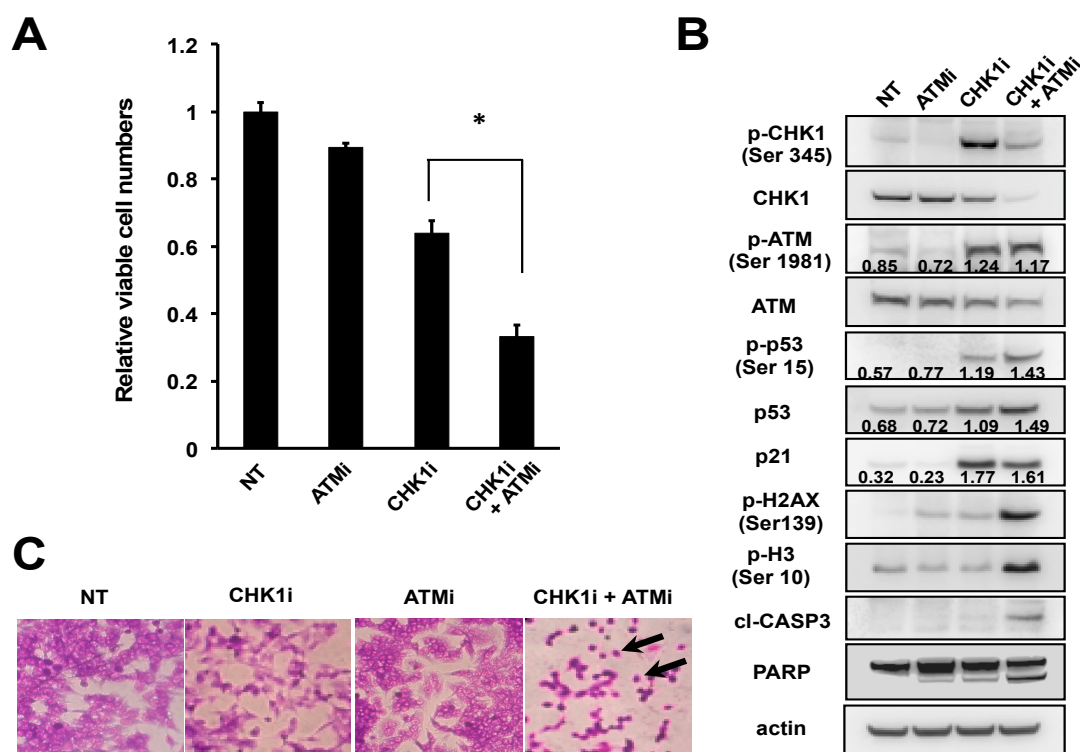 A
Relative viable cell numbers
1.2
1
0.8
0.6
0.4
0.2
0
*
NT
ATMi
CHK1i
CHK1i
+ ATMi
B
NT
ATMi
CHK1i
CHK1i
+ ATMi
p-CHK1
(Ser 345)
CHK1
p-ATM
(Ser 1981)
0.85 0.72 1.24 1.17
ATM
p-p53
(Ser 15)
0.57 0.77 1.19 1.43
p53
0.68 0.72 1.09 1.49
p21
0.32 0.23 1.77 1.61
p-H2AX
(Ser139)
p-H3
(Ser 10)
cl-CASP3
PARP
actin
C
NT CHK1i ATMi CHK1i + ATMi